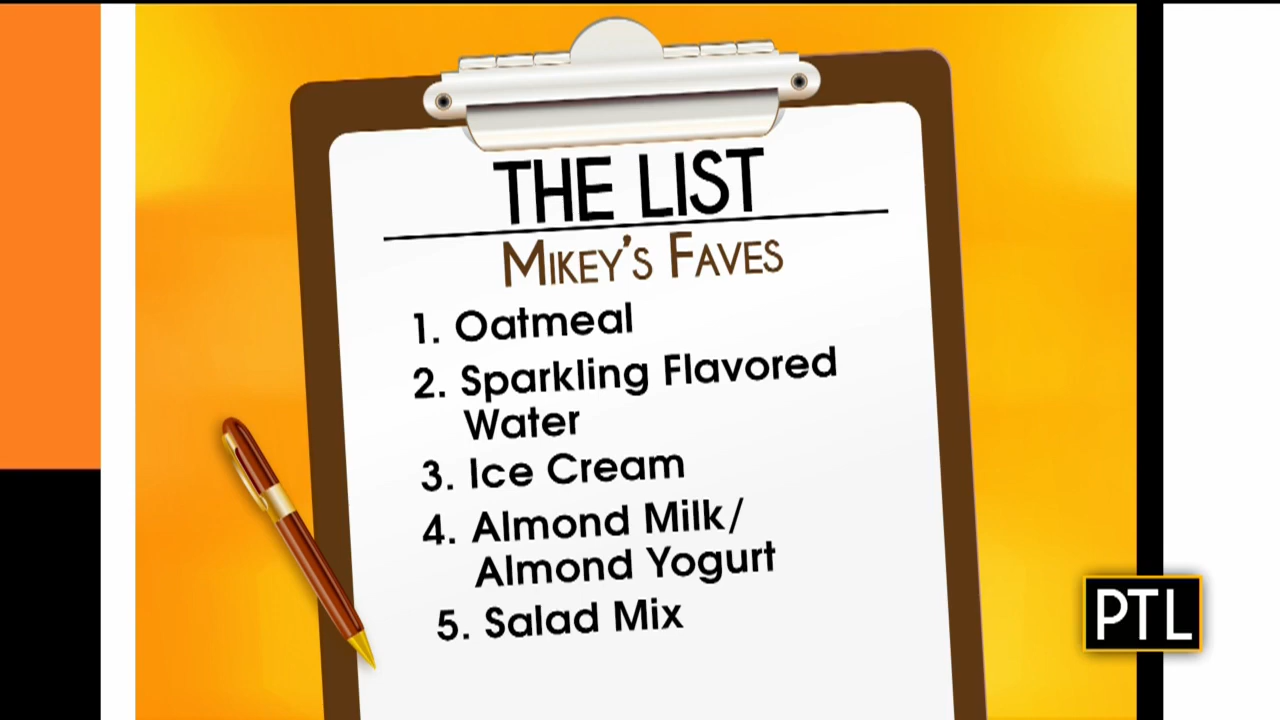 THE LIST
MIKEY'S FAVES
1. Oatmeal
2. Sparkling Flavored
Water
3. Ice Cream
4. Almond Milk/
Almond Yogurt
5. Salad Mix
PTL